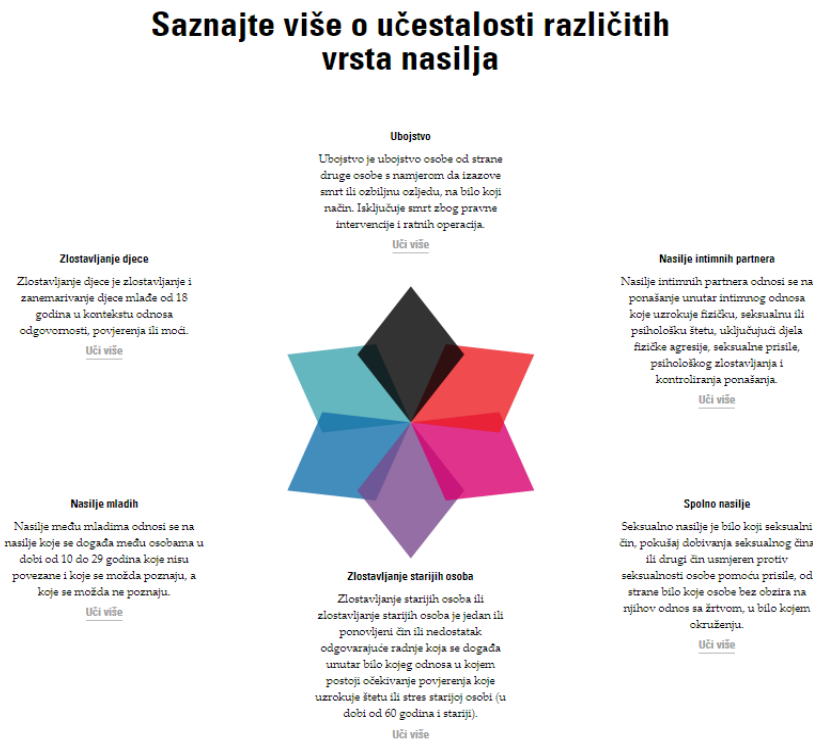 Saznajte više o učestalosti različitih
vrsta nasilja
Ubojstvo
Ubojstvo je ubojstvo osobe od strane
druge osobe s namjerom da izazove
smrt ili ozbiljnu ozljedu, na bilo koji
način. Isključuje smrt zbog pravne
intervencije i ratnih operacija.
Uči više
Zlostavljanje djece
Zlostavljanje djece je zlostavljanje i
zanemarivanje djece mlađe od 18
godina u kontekstu odnosa
odgovornosti, povjerenja ili moći.
Uči više
Nasilje intimnih partnera
Nasilje intimnih partnera odnosi se na
ponašanje unutar intimnog odnosa
koje uzrokuje fizičku, seksualnu ili
psihološku štetu, uključujući djela
fizičke agresije, seksualne prisile,
psihološkog zlostavljanja i
kontroliranja ponašanja.
Uči više
Nasilje mladih
Nasilje među mladima odnosi se na
nasilje koje se događa među osobama u
dobi od 10 do 29 godina koje nisu
povezane i koje se možda poznaju, a
koje se možda ne poznaju.
Uči više
Spolno nasilje
Seksualno nasilje je bilo koji seksualni
čin, pokušaj dobivanja seksualnog čina
ili drugi čin usmjeren protiv
seksualnosti osobe pomoću prisile, od
strane bilo koje osobe bez obzira na
njihov odnos sa žrtvom, u bilo kojem
okruženju.
Uči više
Zlostavljanje starijih osoba
Zlostavljanje starijih osoba ili
zlostavljanje starijih osoba je jedan ili
ponovljeni čin ili nedostatak
odgovarajuće radnje koja se događa
unutar bilo kojeg odnosa u kojem
postoji očekivanje povjerenja koje
uzrokuje štetu ili stres starijoj osobi (u
dobi od 60 godina i stariji).
Uči više